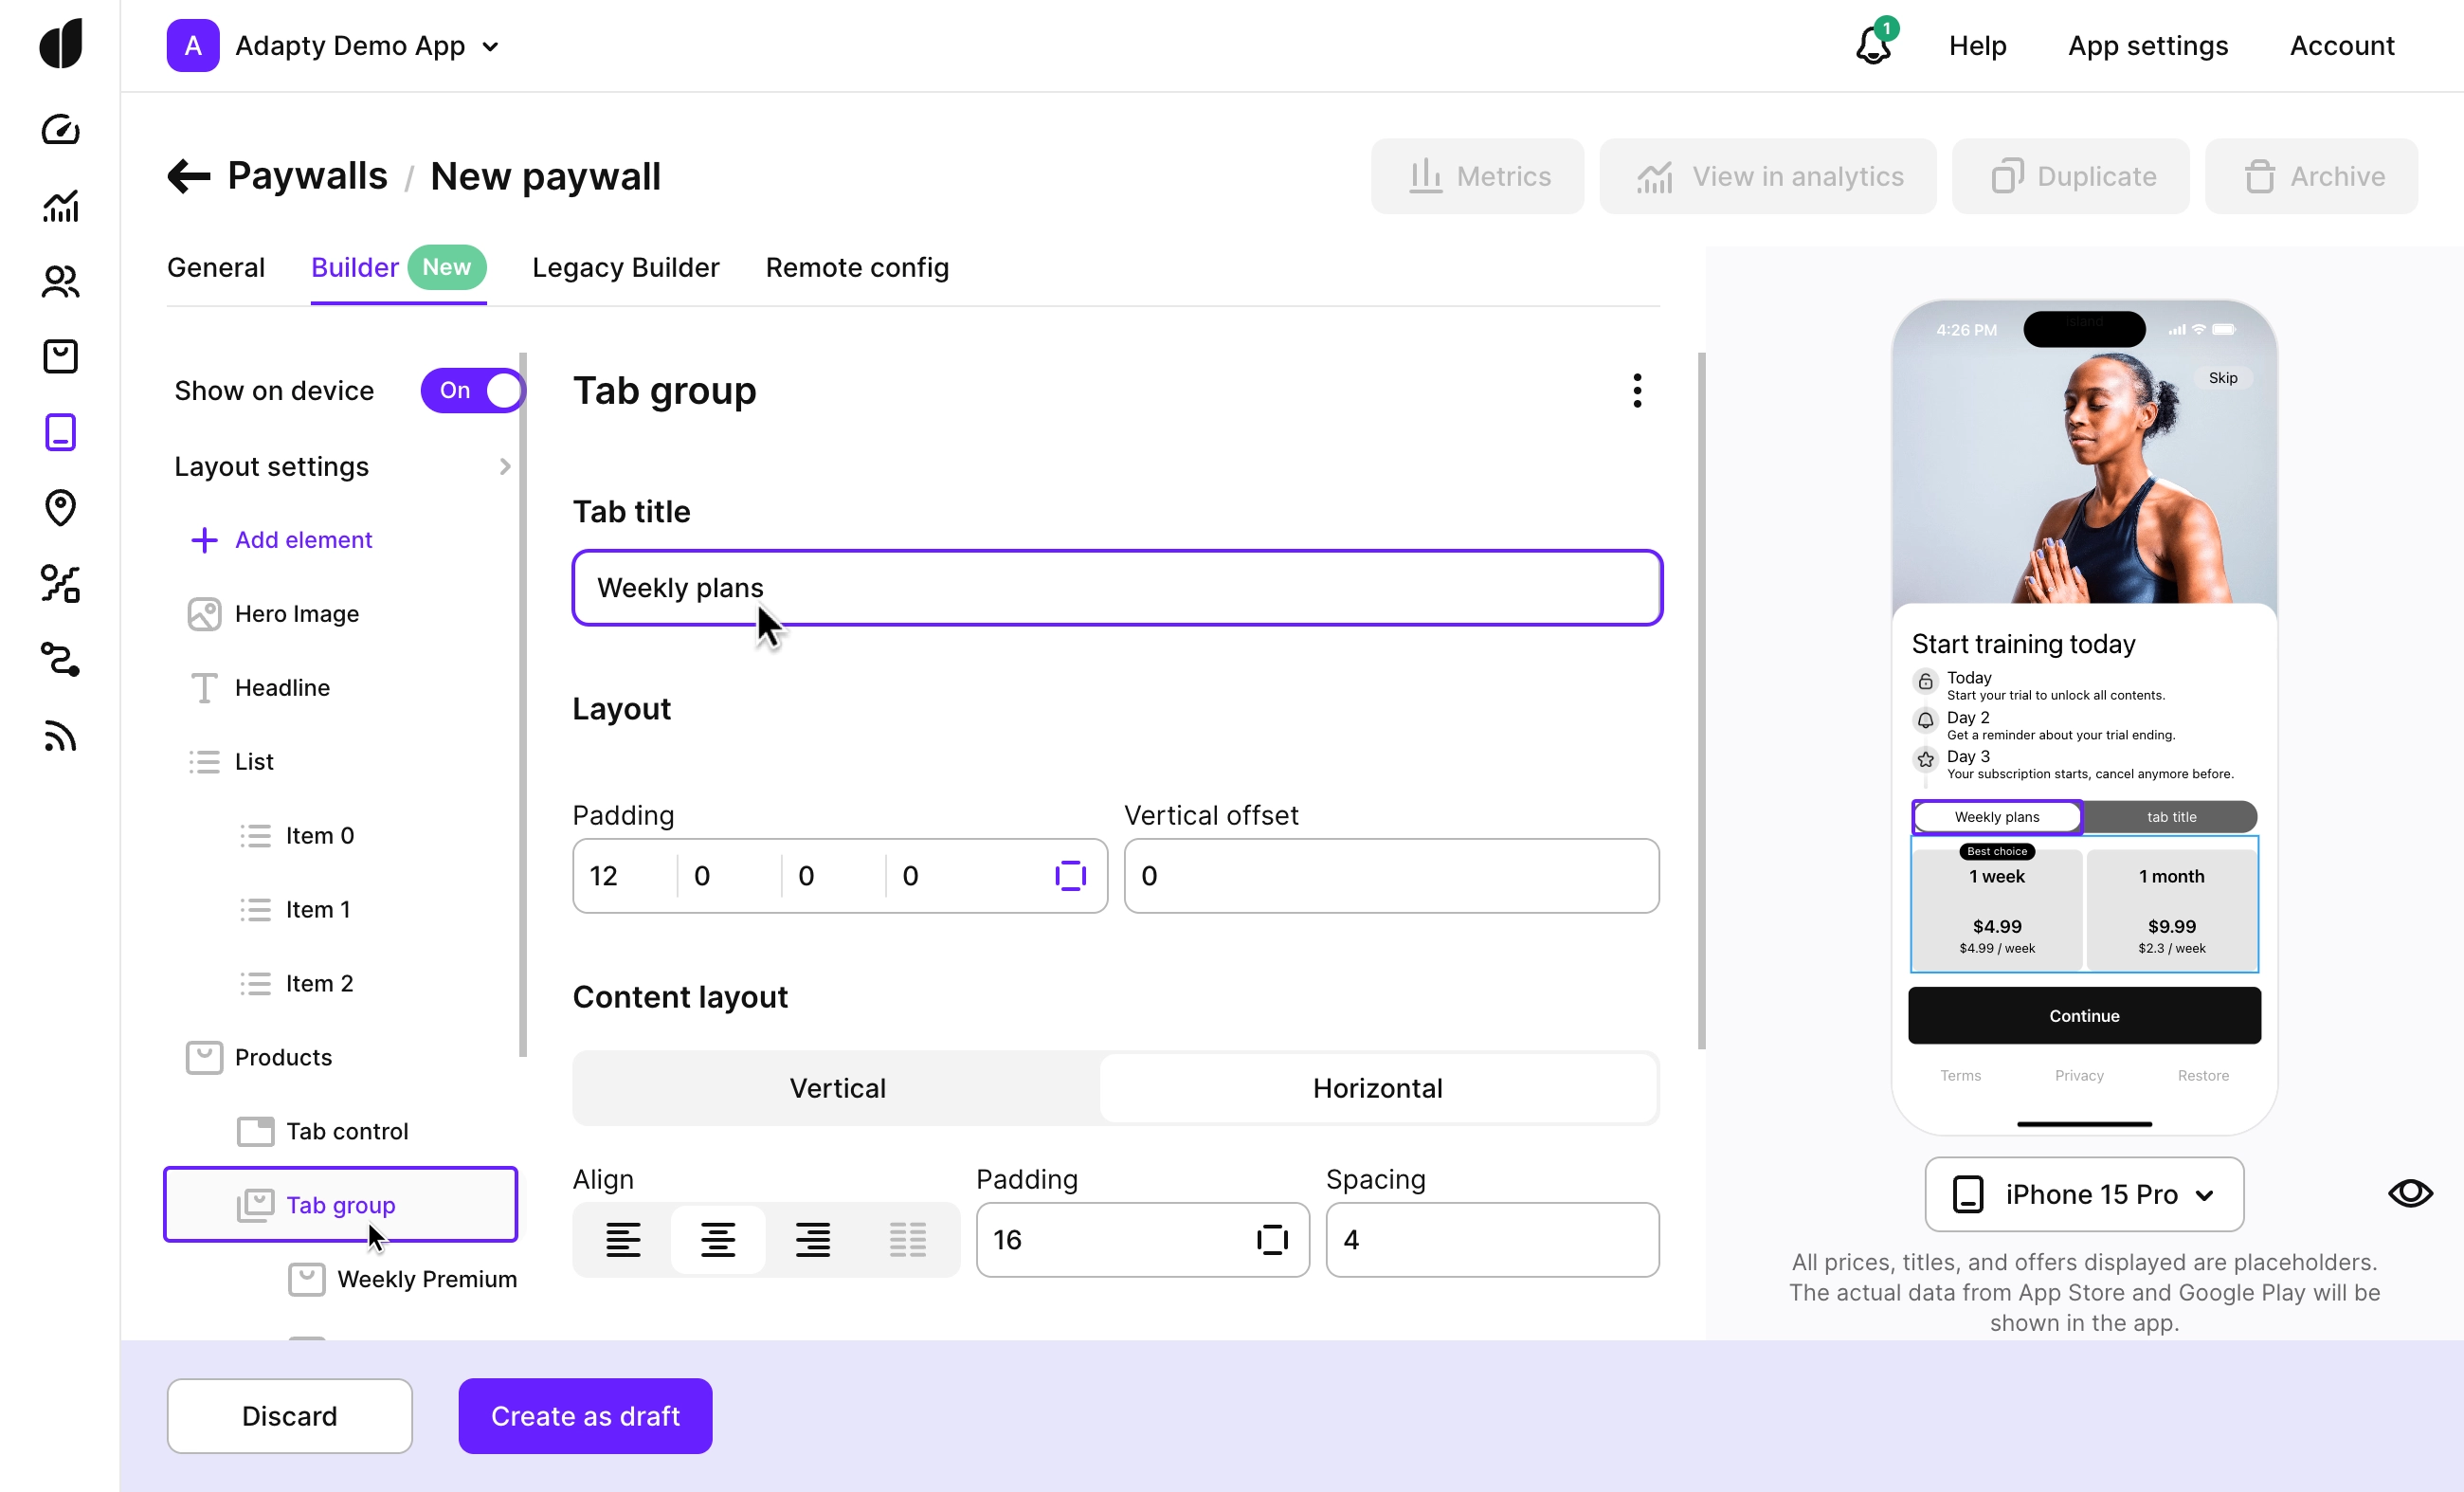 A Adapty Demo App
1
Help
App settings
Account
Paywalls / New paywall
Metrics
View in analytics
Duplicate
Archive
General
Builder New
Legacy Builder
Remote config
Show on device
On
Layout settings
Add element
Hero Image
Headline
List
Item 0
Item 1
Item 2
Products
Tab control
Tab group
Weekly Premium
Tab group
Tab title
Weekly plans
Layout
Padding
Vertical offset
12 0 0 0
0
Content layout
Vertical
Horizontal
Align
Padding
Spacing
16
4
4:26 PM
island
Skip
Start training today
Today
Start your trial to unlock all contents.
Day 2
Get a reminder about your trial ending.
Day 3
Your subscription starts, cancel anymore before.
Weekly plans
tab title
Best choice
1 week
1 month
$4.99
$9.99
$4.99 / week
$2.3 / week
Continue
Terms
Privacy
Restore
iPhone 15 Pro
All prices, titles, and offers displayed are placeholders.
The actual data from App Store and Google Play will be
shown in the app.
Discard
Create as draft